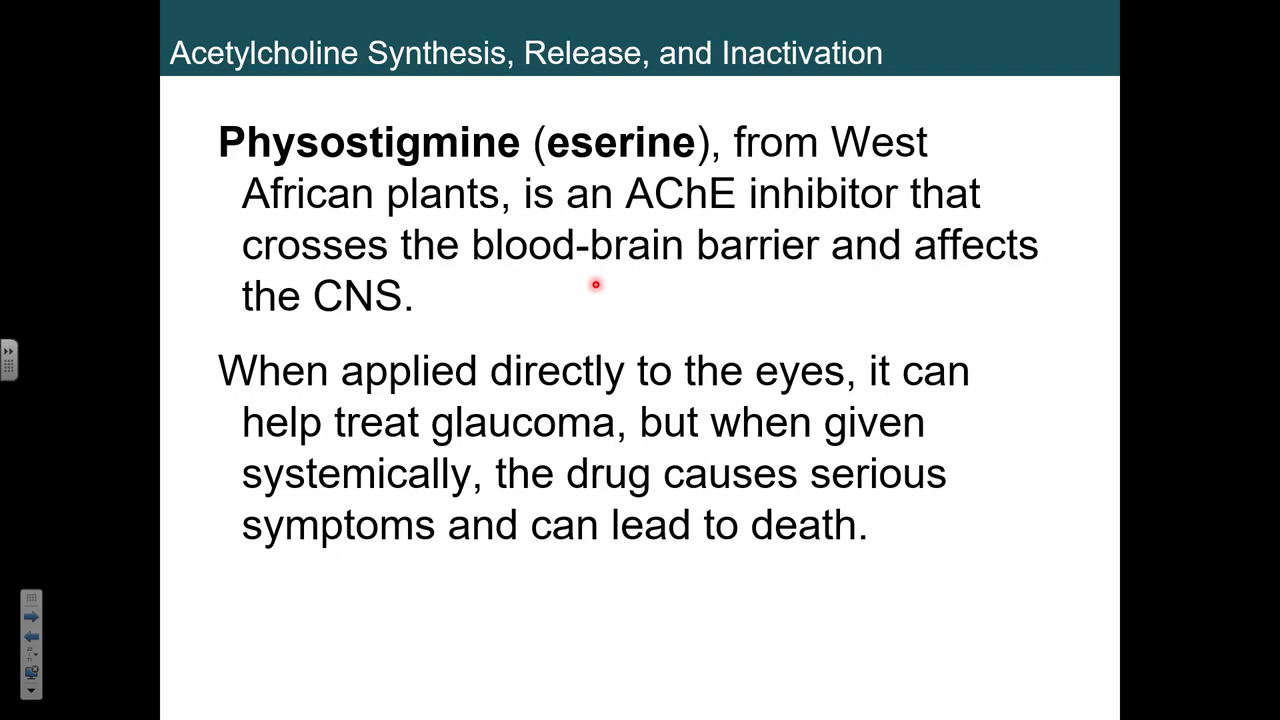 Acetylcholine Synthesis, Release, and Inactivation
Physostigmine (eserine), from West
African plants, is an AChE inhibitor that
crosses the blood-brain barrier and affects
the CNS.
When applied directly to the eyes, it can
help treat glaucoma, but when given
systemically, the drug causes serious
symptoms and can lead to death.